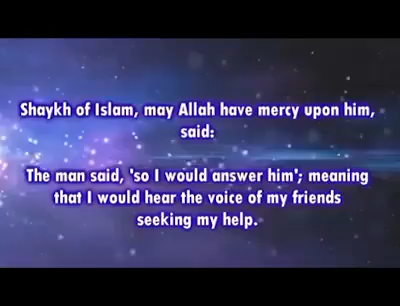 Shaykh of Islam, may Allah have mercy upon him,
said:
The man said, 'so I would answer him'; meaning
that I would hear the voice of my friends
seeking my help.